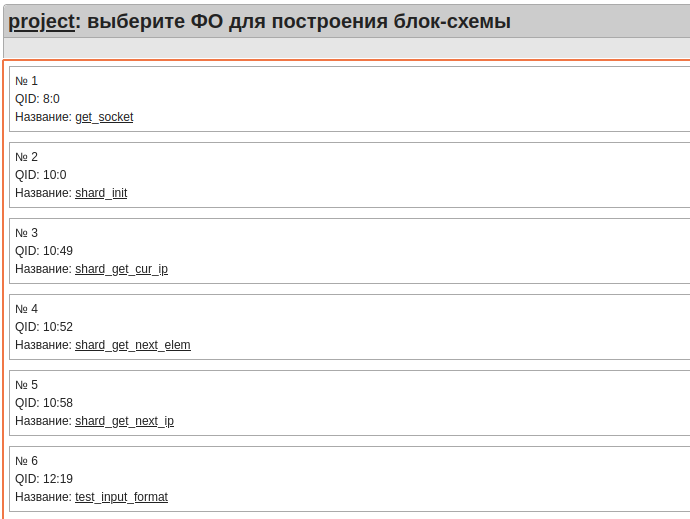 project: выберите ФО для построения блок-схемы
№ 1
QID: 8:0
Название: get_socket
№ 2
QID: 10:0
Название: shard_init
№ 3
QID: 10:49
Название: shard_get_cur_ip
№ 4
QID: 10:52
Название: shard_get_next_elem
№ 5
QID: 10:58
Название: shard_get_next_ip
№ 6
QID: 12:19
Название: test_input_format